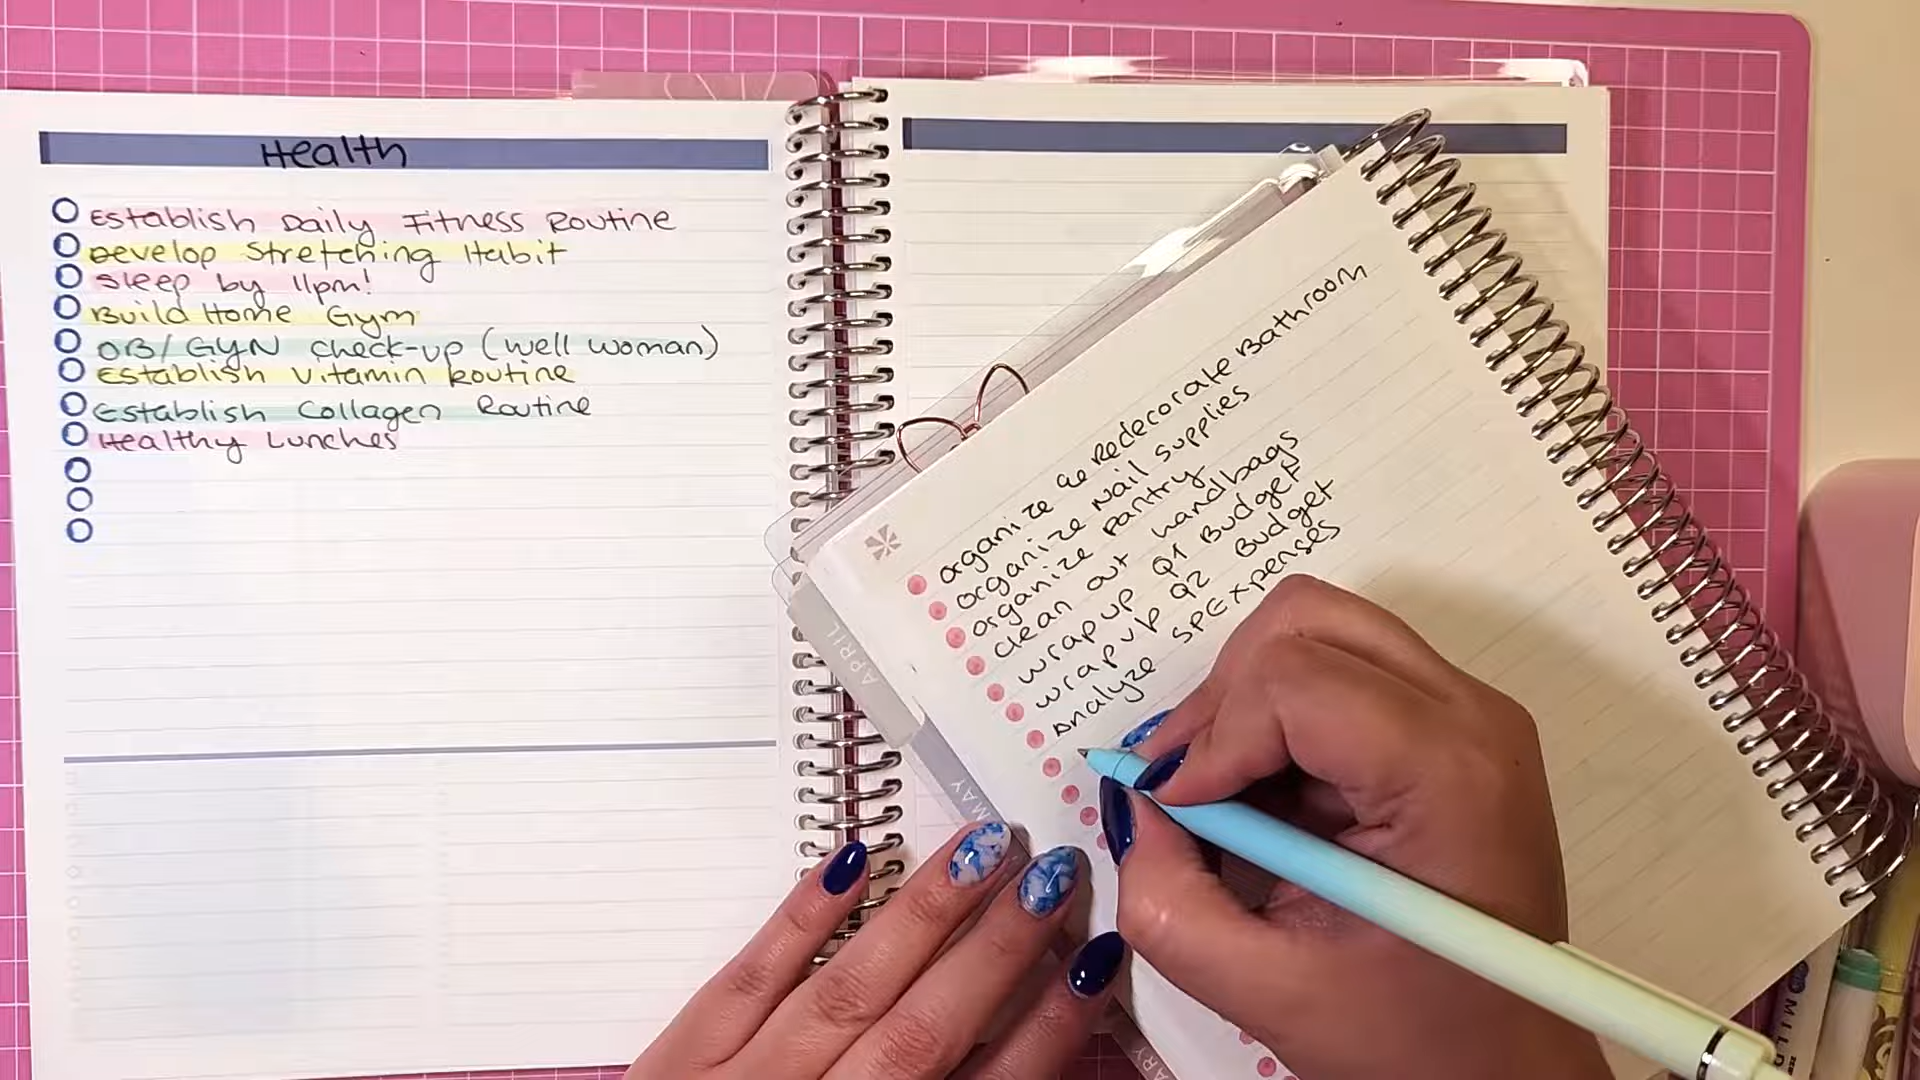 Health
Establish Daily Fitness Routine
Develop Stretching Habit
Sleep by 11pm!
Build Home Gym
OB/GYN check-up (well woman)
Establish Vitamin Routine
Establish Collagen Routine
Healthy Lunches
organize Redecorate Bathroom
organize Nail supplies
organize Pantry
clean out handbags
wrap up Q1 Budget
wrap up Q2 Budget
Analyze SPExpenses
APRIL
MAY
MILD